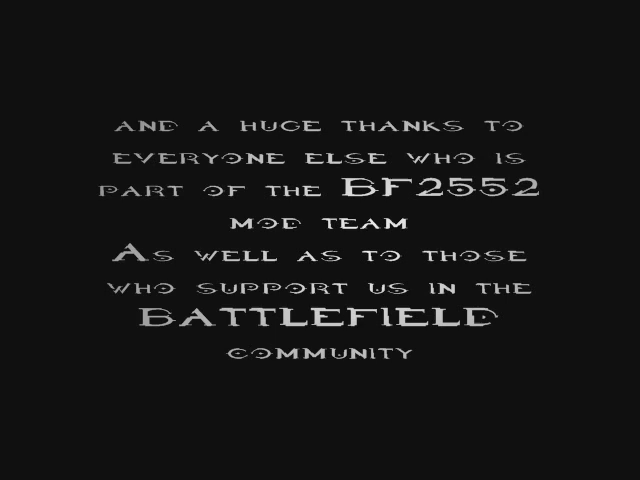 AND A HUGE THANKS TO
EVERYONE ELSE WHO IS
PART OF THE BF2552
MOD TEAM
AS WELL AS TO THOSE
WHO SUPPORT US IN THE
BATTLEFIELD
COMMUNITY